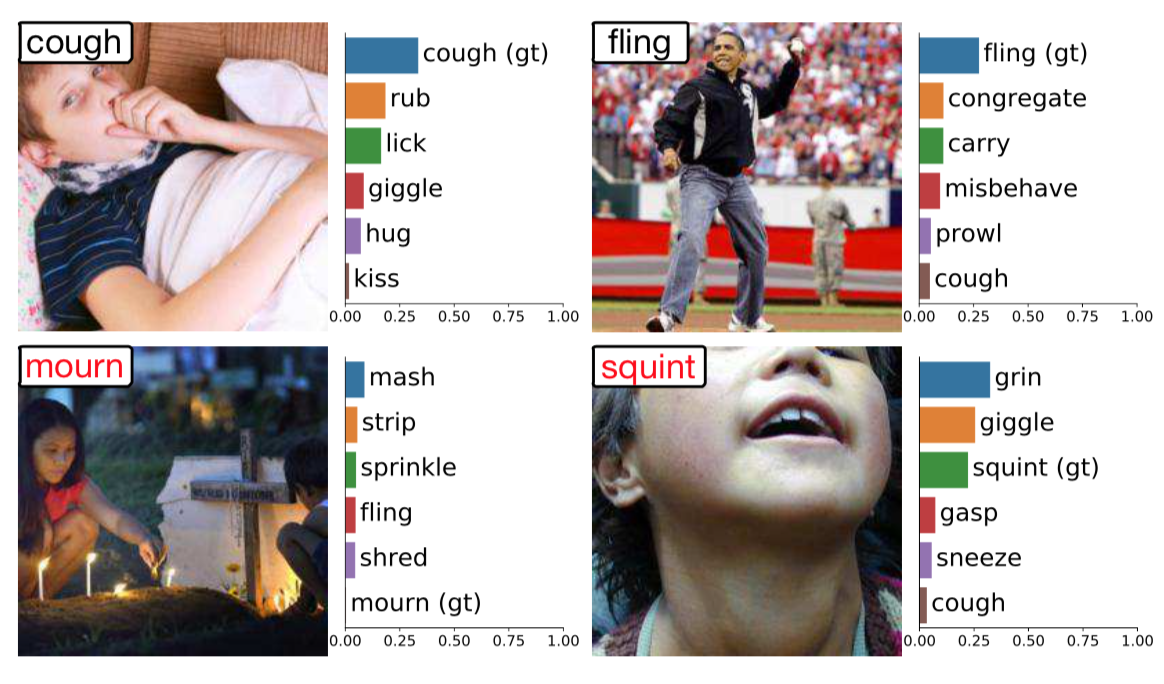 cough
cough (gt)
rub
lick
giggle
hug
kiss
0.00 0.25 0.50 0.75 1.00
fling
fling (gt)
congregate
carry
misbehave
prowl
cough
0.00 0.25 0.50 0.75 1.00
mourn
mash
strip
sprinkle
fling
shred
mourn (gt)
0.00 0.25 0.50 0.75 1.00
squint
grin
giggle
squint (gt)
gasp
sneeze
cough
0.00 0.25 0.50 0.75 1.00